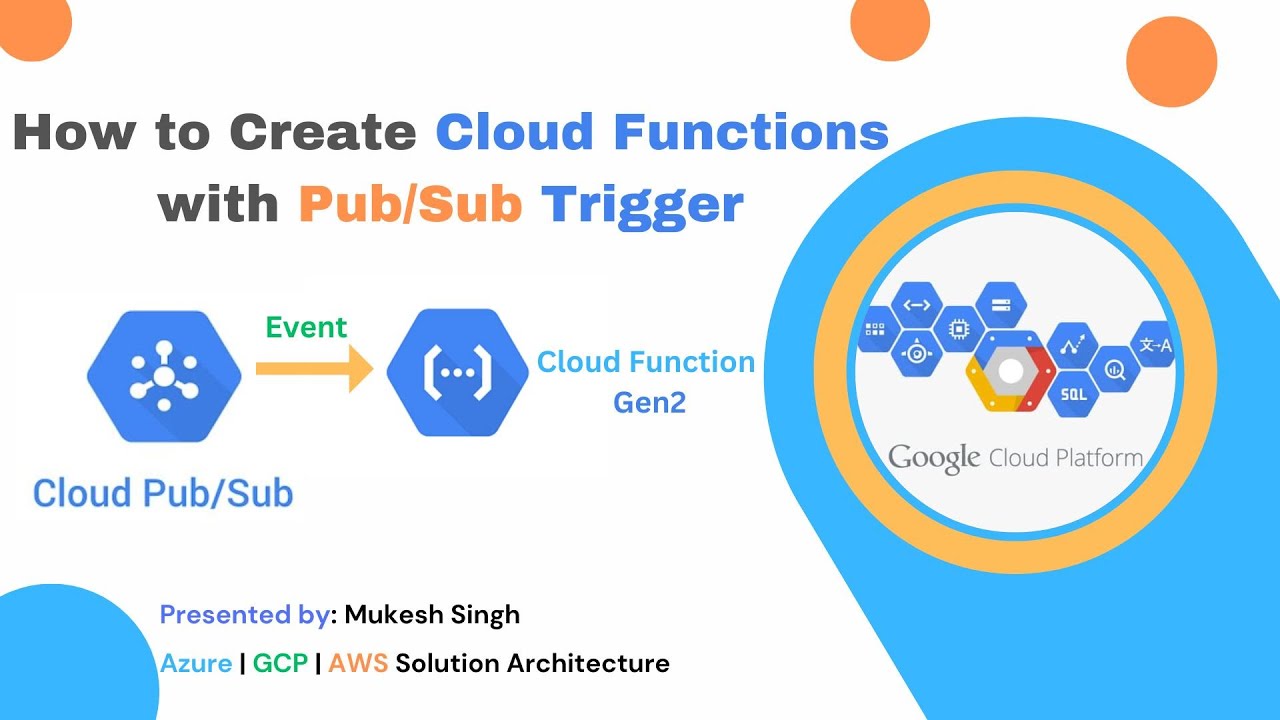 How to Create Cloud Functions
with Pub/Sub Trigger
Event
Cloud Function
Gen2
Cloud Pub/Sub
SQL
文→A
Google Cloud Platform
Presented by: Mukesh Singh
Azure | GCP | AWS Solution Architecture